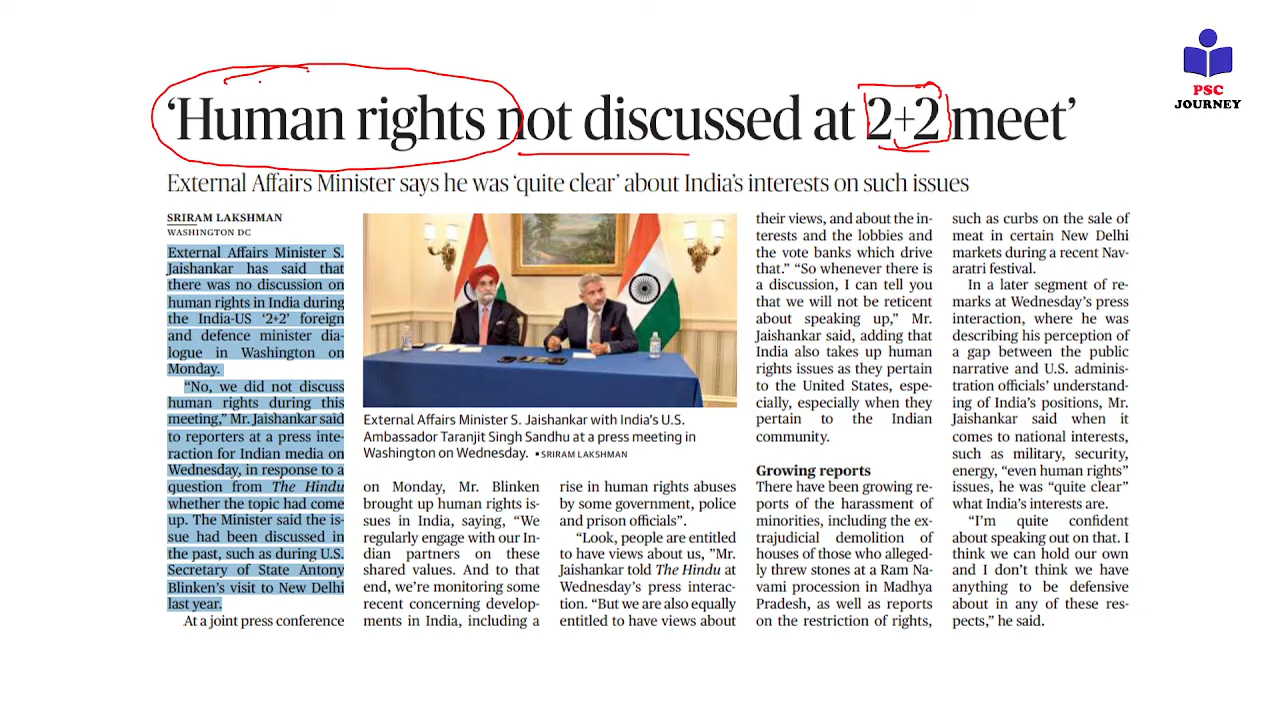 PSC
JOURNEY
‘Human rights not discussed at 2+2 meet’
External Affairs Minister says he was ‘quite clear’ about India’s interests on such issues
SRIRAM LAKSHMAN
WASHINGTON DC
External Affairs Minister S.
Jaishankar has said that
there was no discussion on
human rights in India during
the India-US ‘2+2’ foreign
and defence minister dia-
logue in Washington on
Monday.
“No, we did not discuss
human rights during this
meeting,” Mr. Jaishankar said
to reporters at a press inte-
raction for Indian media on
Wednesday, in response to a
question from The Hindu
whether the topic had come
up. The Minister said the is-
sue had been discussed in
the past, such as during U.S.
Secretary of State Antony
Blinken’s visit to New Delhi
last year.
At a joint press conference
External Affairs Minister S. Jaishankar with India’s U.S.
Ambassador Taranjit Singh Sandhu at a press meeting in
Washington on Wednesday. ▪SRIRAM LAKSHMAN
on Monday, Mr. Blinken
brought up human rights is-
sues in India, saying, “We
regularly engage with our In-
dian partners on these
shared values. And to that
end, we’re monitoring some
recent concerning develop-
ments in India, including a
rise in human rights abuses
by some government, police
and prison officials”.
“Look, people are entitled
to have views about us, ”Mr.
Jaishankar told The Hindu at
Wednesday’s press interac-
tion. “But we are also equally
entitled to have views about
their views, and about the in-
terests and the lobbies and
the vote banks which drive
that.” “So whenever there is
a discussion, I can tell you
that we will not be reticent
about speaking up,” Mr.
Jaishankar said, adding that
India also takes up human
rights issues as they pertain
to the United States, espe-
cially, especially when they
pertain to the Indian
community.
Growing reports
There have been growing re-
ports of the harassment of
minorities, including the ex-
trajudicial demolition of
houses of those who alleged-
ly threw stones at a Ram Na-
vami procession in Madhya
Pradesh, as well as reports
on the restriction of rights,
such as curbs on the sale of
meat in certain New Delhi
markets during a recent Nav-
aratri festival.
In a later segment of re-
marks at Wednesday’s press
interaction, where he was
describing his perception of
a gap between the public
narrative and U.S. adminis-
tration officials’ understand-
ing of India’s positions, Mr.
Jaishankar said when it
comes to national interests,
such as military, security,
energy, “even human rights”
issues, he was “quite clear”
what India’s interests are.
“I’m quite confident
about speaking out on that. I
think we can hold our own
and I don’t think we have
anything to be defensive
about in any of these res-
pects,” he said.